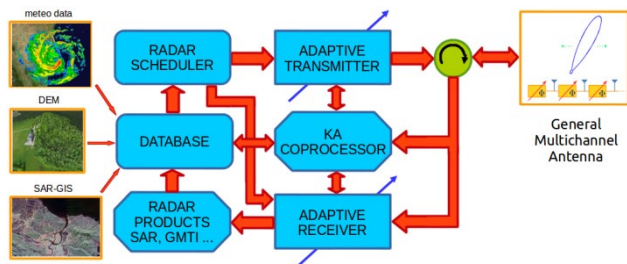 meteo data
RADAR
SCHEDULER
ADAPTIVE
TRANSMITTER
DEM
DATABASE
KA
COPROCESSOR
General
Multichannel
Antenna
SAR-GIS
RADAR
PRODUCTS
SAR, GMTI ...
ADAPTIVE
RECEIVER
Φ Φ Φ